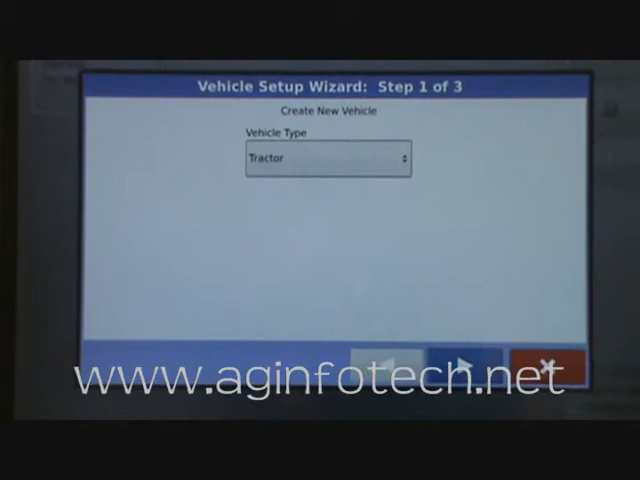 Vehicle Setup Wizard: Step 1 of 3
Create New Vehicle
Vehicle Type
Tractor
www.aginfotech.net